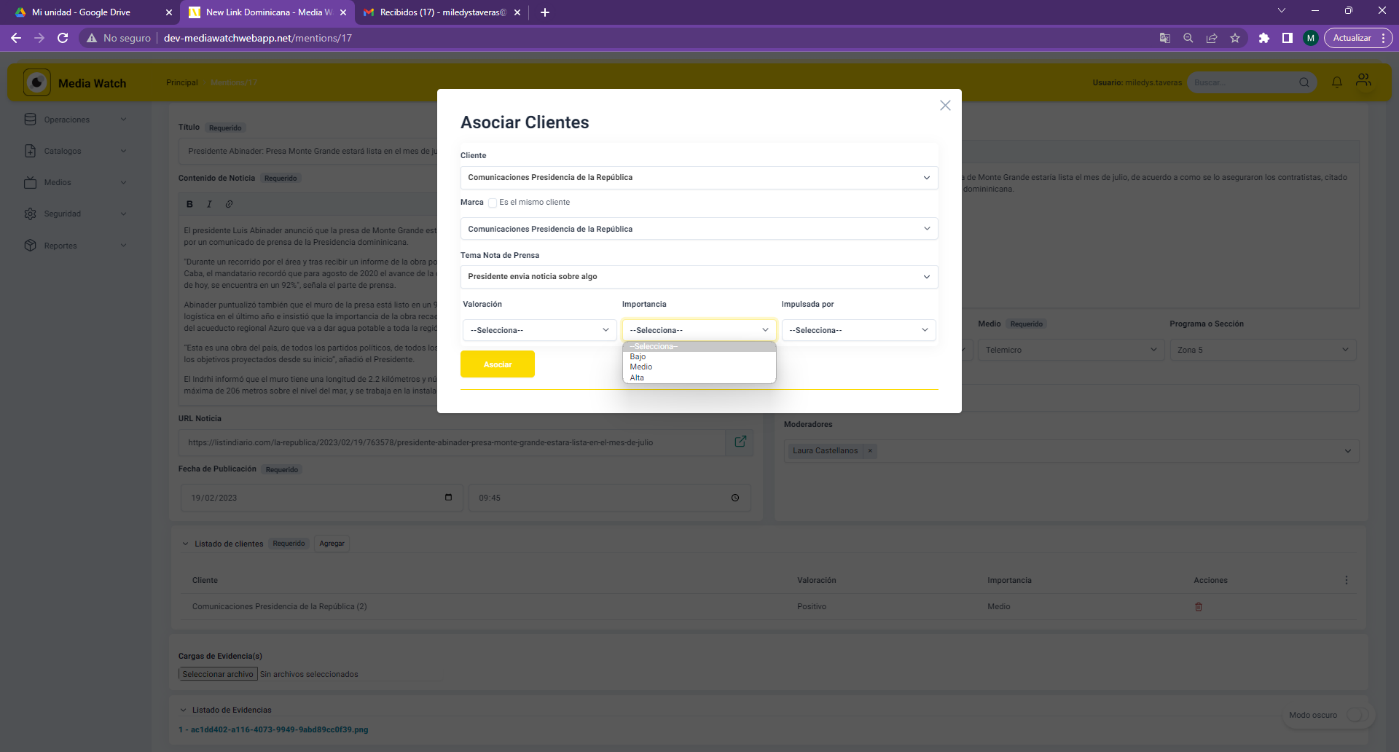 Mi unidad - Google Drive
New Link Dominicana - Media W
Recibidos (17) - miledystaveras@
No seguro
dev-mediawatchwebapp.net/mentions/17
M
Actualizar
Media Watch
Principal
Mentions/17
Usuario: miledys.taveras
Buscar...
Operaciones
Catalogos
Medios
Seguridad
Reportes
Título Requerido
Presidente Abinader: Presa Monte Grande estará lista en el mes de ju
Contenido de Noticia Requerido
B I
El presidente Luis Abinader anunció que la presa de Monte Grande est
por un comunicado de prensa de la Presidencia domininicana.
"Durante un recorrido por el área y tras recibir un informe de la obra po
Caba, el mandatario recordó que para agosto de 2020 el avance de la
de hoy, se encuentra en un 92%", señala el parte de prensa.
Abinader puntualizó también que el muro de la presa está listo en un 9
logística en el último año e insistió que la importancia de la obra recae
del acueducto regional Azuro que va a dar agua potable a toda la regi
"Esta es una obra del país, de todos los partidos políticos, de todos los
los objetivos proyectados desde su inicio", añadió el Presidente.
El Indrhi informó que el muro tiene una longitud de 2.2 kilómetros y nú
máxima de 206 metros sobre el nivel del mar, y se trabaja en la instala
URL Noticia
https://listindiario.com/la-republica/2023/02/19/763578/presidente-abinader-presa-monte-grande-estara-lista-en-el-mes-de-julio
Fecha de Publicación Requerido
19/02/2023
09:45
Asociar Clientes
Cliente
Comunicaciones Presidencia de la República
Marca Es el mismo cliente
Comunicaciones Presidencia de la República
Tema Nota de Prensa
Presidente envia noticia sobre algo
Valoración
Importancia
Impulsada por
--Selecciona--
--Selecciona--
--Selecciona--
--Selecciona--
Bajo
Medio
Alta
Asociar
a de Monte Grande estaría lista el mes de julio, de acuerdo a como se lo aseguraron los contratistas, citado
domininicana.
Medio Requerido
Programa o Sección
Telemicro
Zona 5
Moderadores
Laura Castellanos ×
Listado de clientes Requerido Agregar
Cliente
Valoración
Importancia
Acciones
Comunicaciones Presidencia de la República (2)
Positivo
Medio
Cargas de Evidencia(s)
Seleccionar archivo Sin archivos seleccionados
Listado de Evidencias
1 - ac1dd402-a116-4073-9949-9abd89cc0f39.png
Modo oscuro